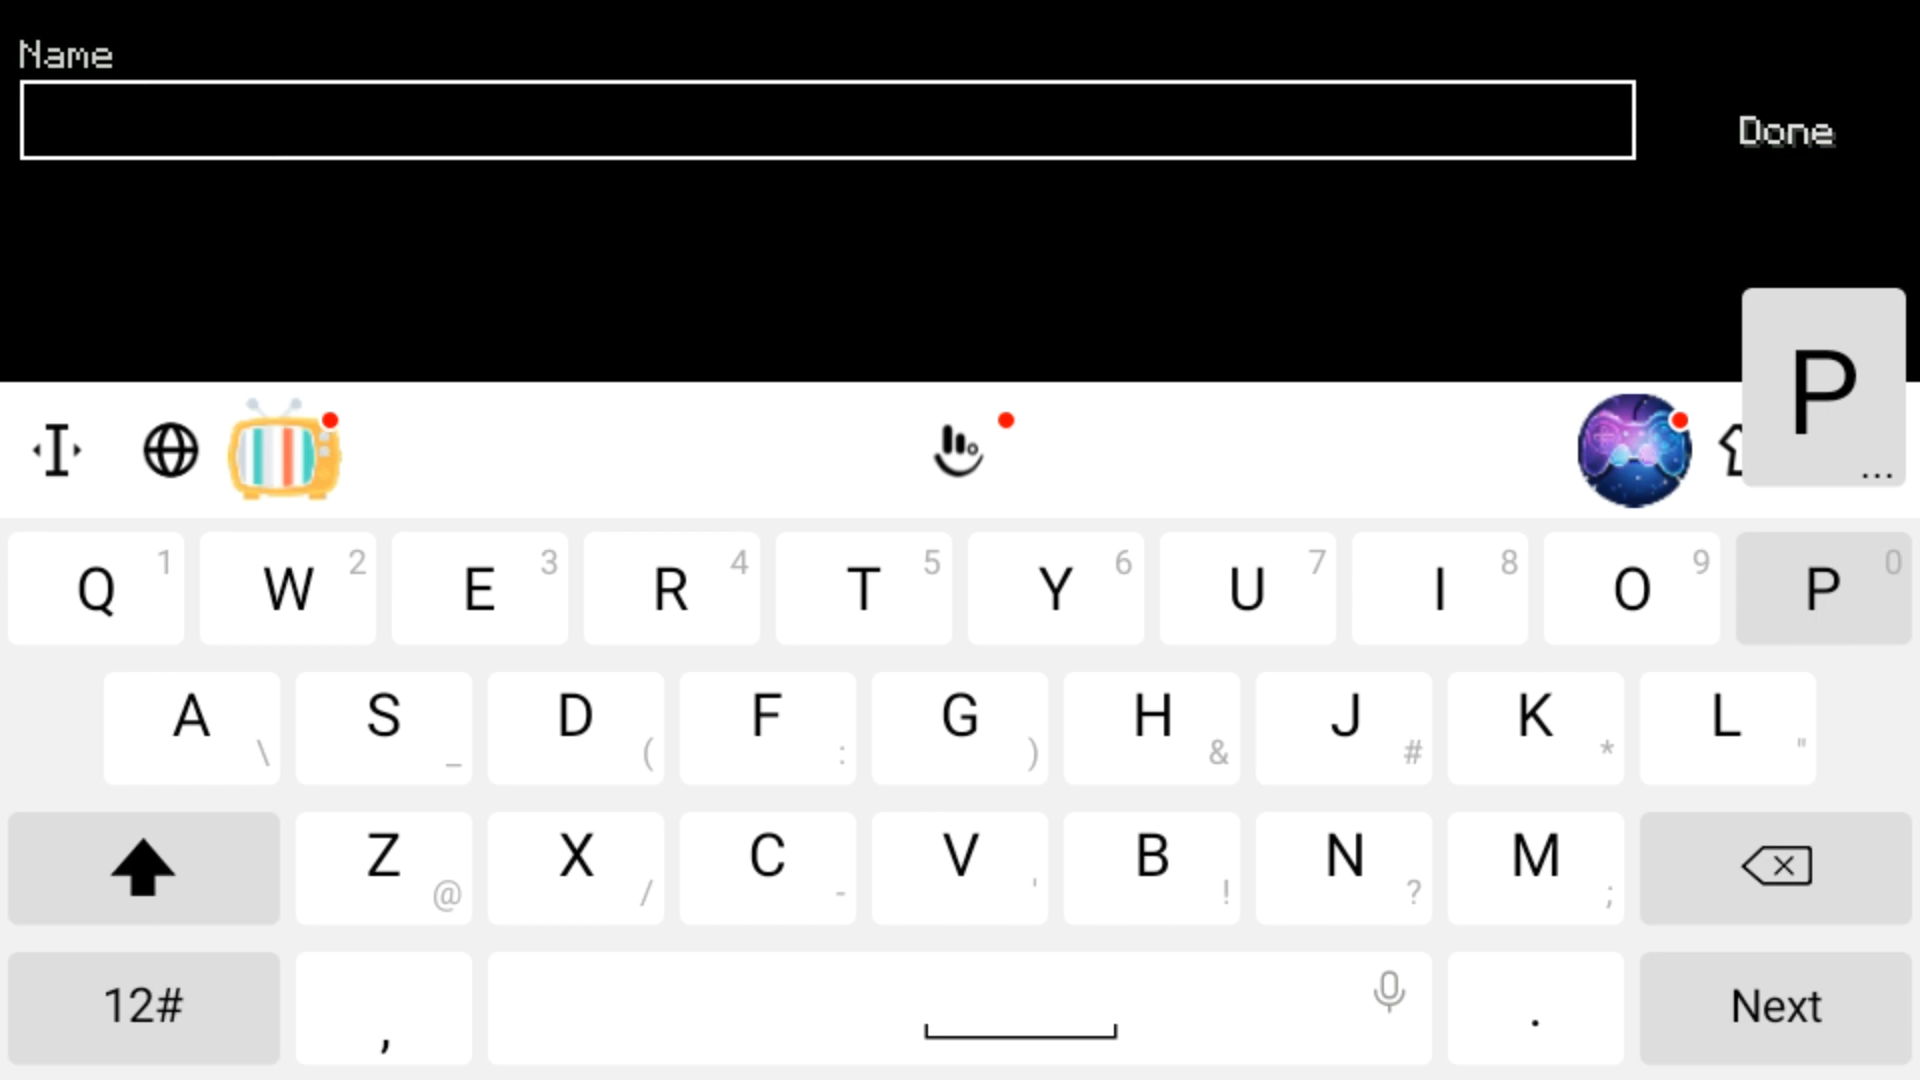 Name
Done
P
...
Q 1 W 2 E 3 R 4 T 5 Y 6 U 7 I 8 O 9 P 0
A \ S _ D ( F : G ) H & J # K * L "
Z @ X / C - V ' B ! N ? M ;
12# , . Next